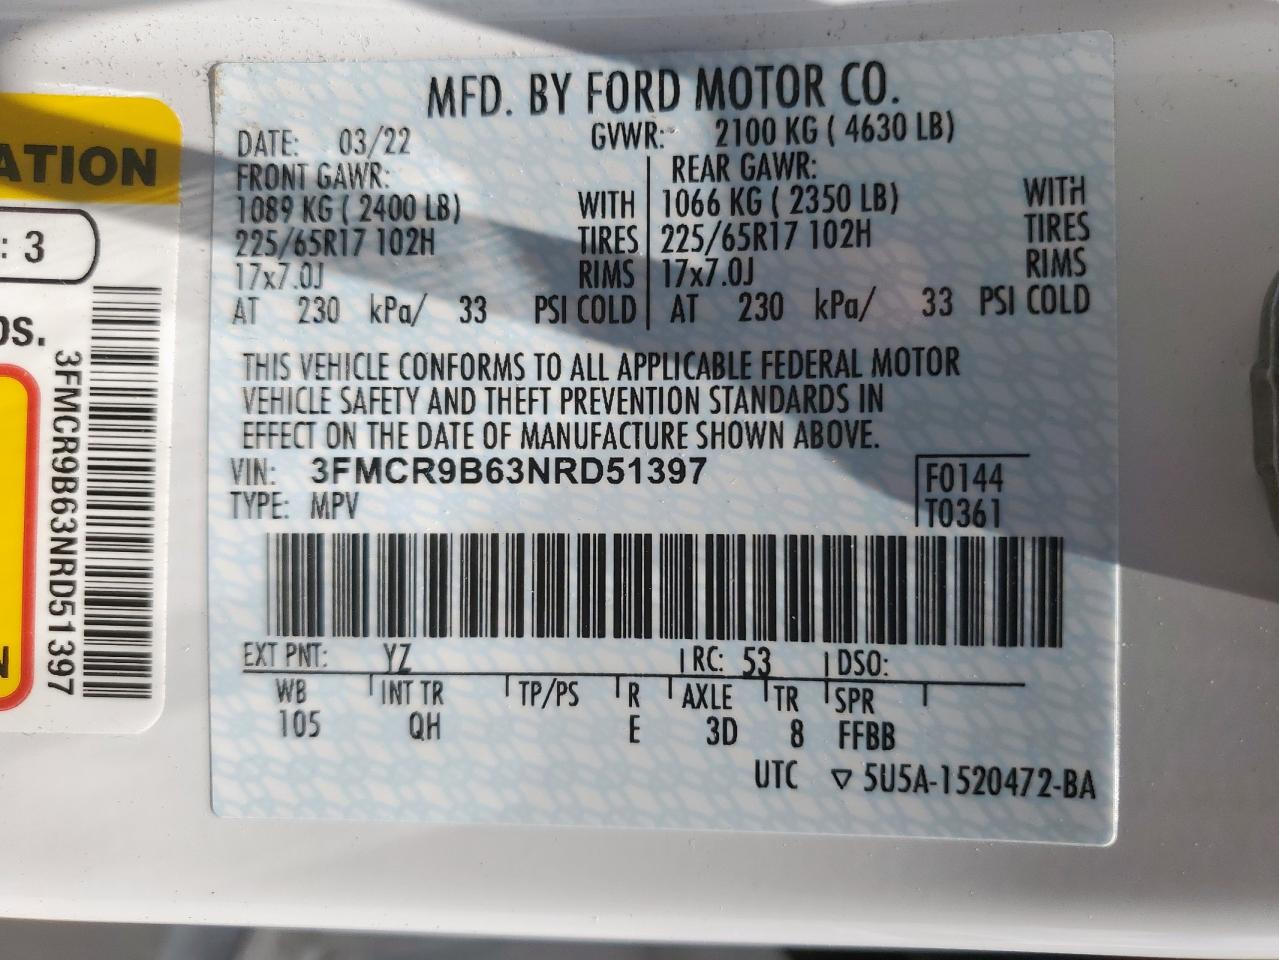 ATION
: 3
os.
3FMCR9B63NRD51397
N
MFD. BY FORD MOTOR CO.
DATE: 03/22 GVWR: 2100 KG ( 4630 LB)
FRONT GAWR: REAR GAWR:
1089 KG ( 2400 LB) WITH 1066 KG ( 2350 LB) WITH
225/65R17 102H TIRES 225/65R17 102H TIRES
17x7.0J RIMS 17x7.0J RIMS
AT 230 kPa/ 33 PSI COLD AT 230 kPa/ 33 PSI COLD
THIS VEHICLE CONFORMS TO ALL APPLICABLE FEDERAL MOTOR
VEHICLE SAFETY AND THEFT PREVENTION STANDARDS IN
EFFECT ON THE DATE OF MANUFACTURE SHOWN ABOVE.
VIN: 3FMCR9B63NRD51397 F0144
TYPE: MPV T0361
EXT PNT: YZ RC: 53 DSO:
WB INT TR TP/PS R AXLE TR SPR
105 QH E 3D 8 FFBB
UTC ▽ 5U5A-1520472-BA